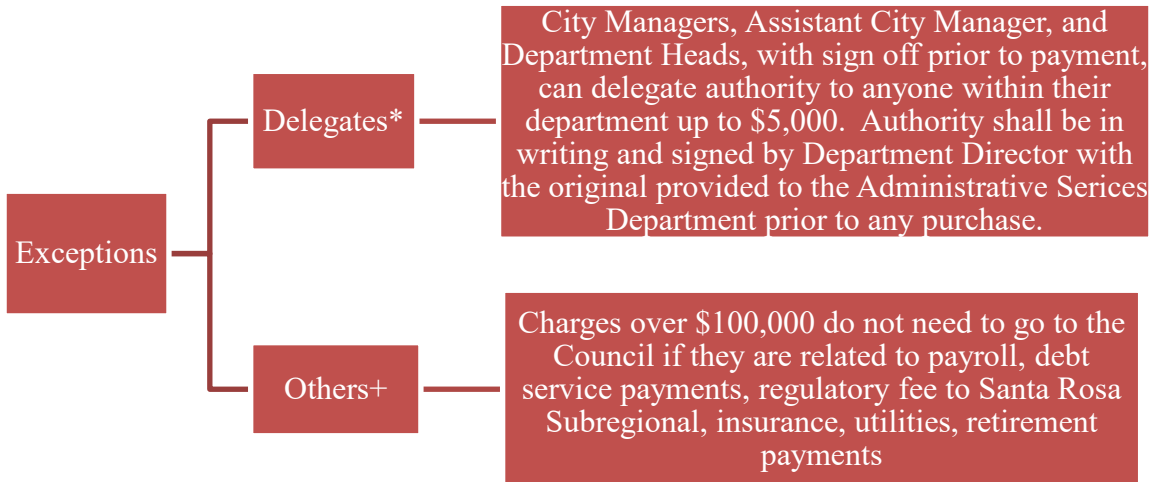 Exceptions
Delegates*
City Managers, Assistant City Manager, and
Department Heads, with sign off prior to payment,
can delegate authority to anyone within their
department up to $5,000.  Authority shall be in
writing and signed by Department Director with
the original provided to the Administrative Serices
Department prior to any purchase.
Others+
Charges over $100,000 do not need to go to the
Council if they are related to payroll, debt
service payments, regulatory fee to Santa Rosa
Subregional, insurance, utilities, retirement
payments